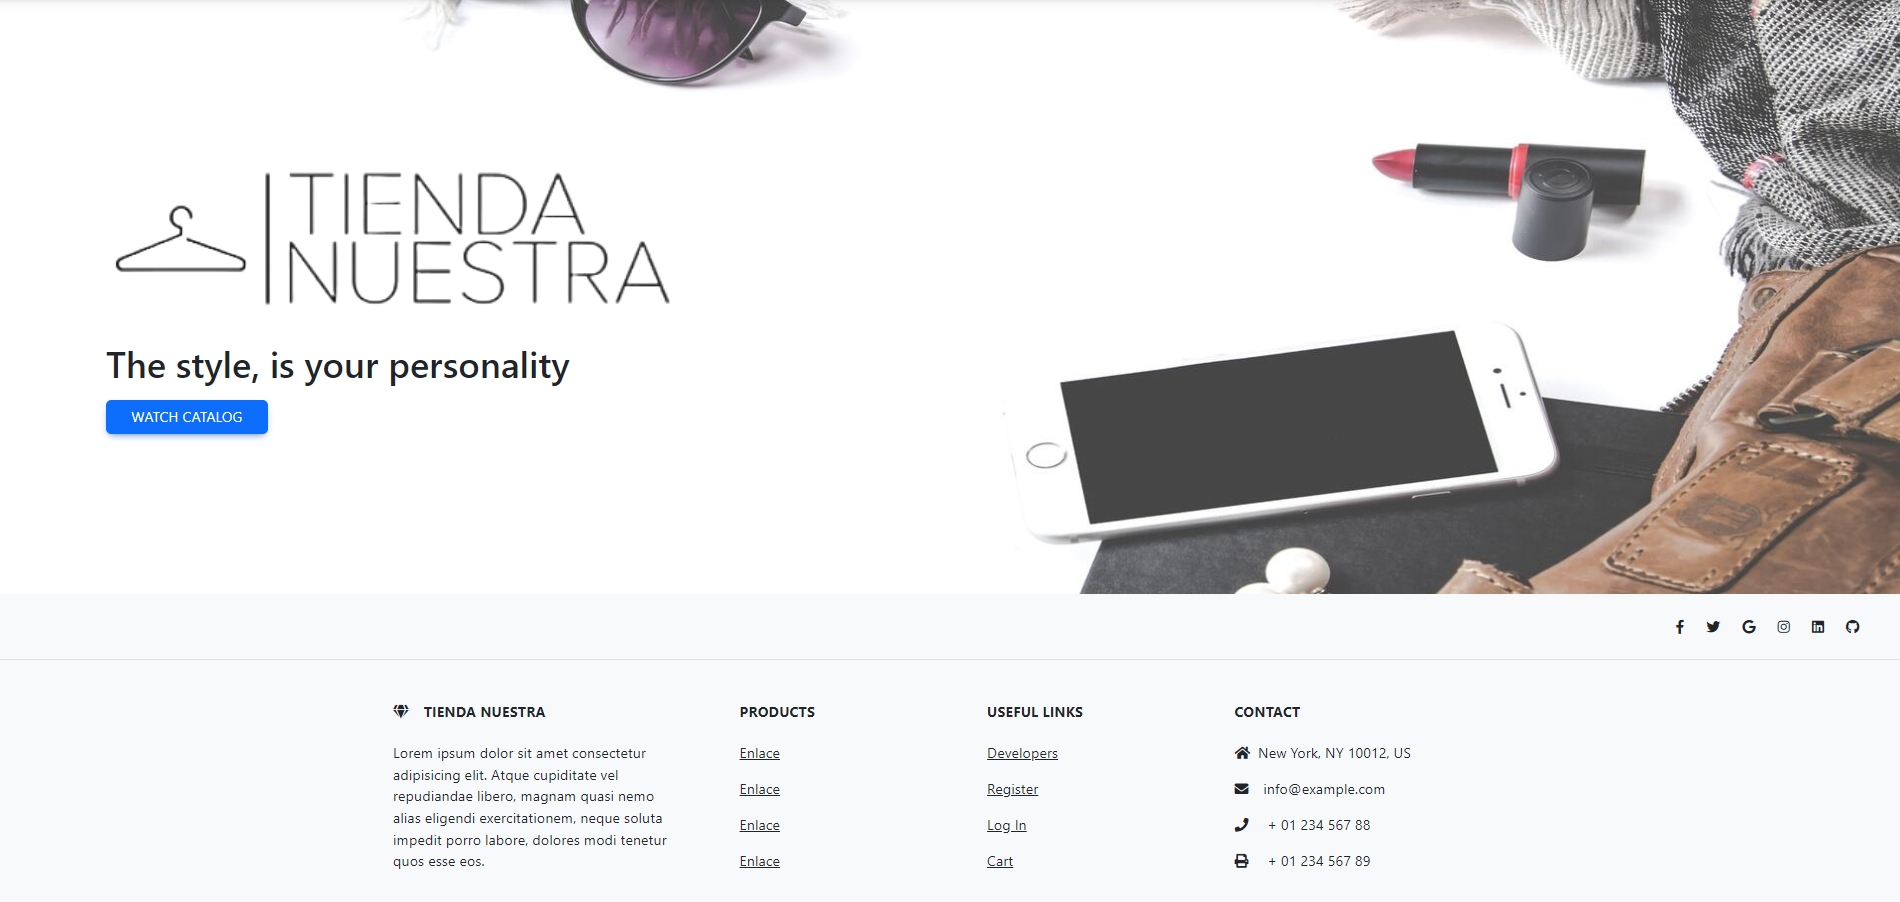 TIENDA
NUESTRA
The style, is your personality
WATCH CATALOG
TIENDA NUESTRA
Lorem ipsum dolor sit amet consectetur
adipisicing elit. Atque cupiditate vel
repudiandae libero, magnam quasi nemo
alias eligendi exercitationem, neque soluta
impedit porro labore, dolores modi tenetur
quos esse eos.
PRODUCTS
Enlace
Enlace
Enlace
Enlace
USEFUL LINKS
Developers
Register
Log In
Cart
CONTACT
New York, NY 10012, US
info@example.com
+ 01 234 567 88
+ 01 234 567 89